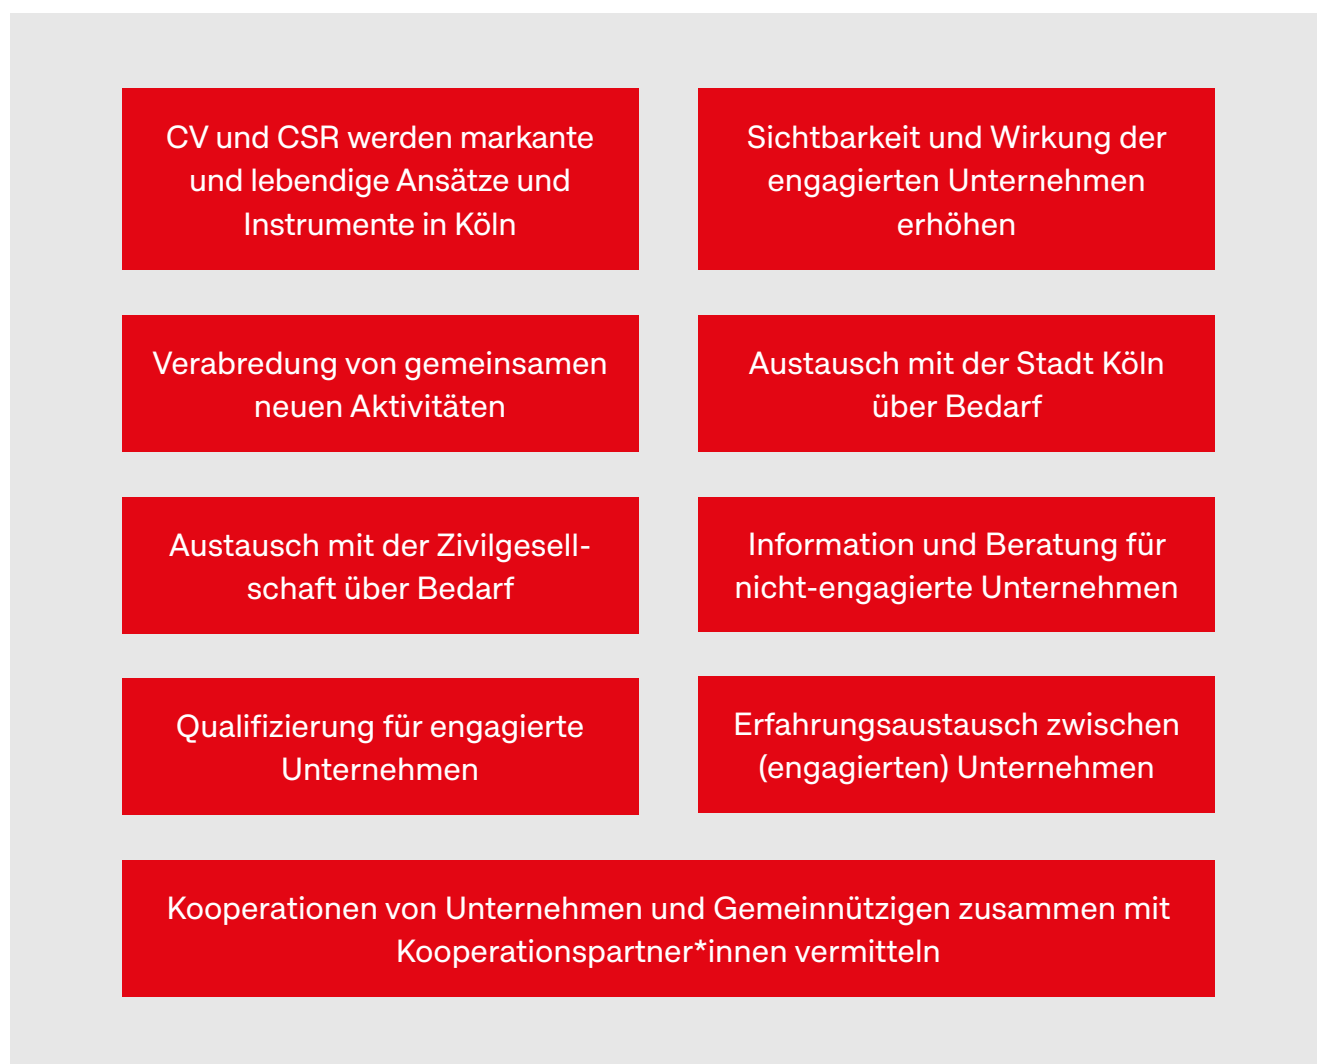 CV und CSR werden markante
und lebendige Ansätze und
Instrumente in Köln
Sichtbarkeit und Wirkung der
engagierten Unternehmen
erhöhen
Verabredung von gemeinsamen
neuen Aktivitäten
Austausch mit der Stadt Köln
über Bedarf
Austausch mit der Zivilgesell-
schaft über Bedarf
Information und Beratung für
nicht-engagierte Unternehmen
Qualifizierung für engagierte
Unternehmen
Erfahrungsaustausch zwischen
(engagierten) Unternehmen
Kooperationen von Unternehmen und Gemeinnützigen zusammen mit
Kooperationspartner*innen vermitteln